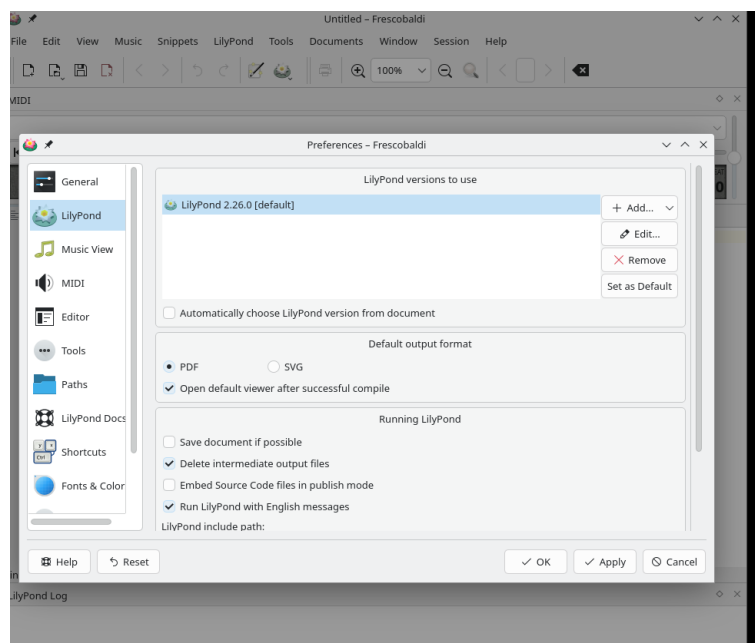 Untitled – Frescobaldi
File Edit View Music Snippets LilyPond Tools Documents Window Session Help
100%
MIDI
Preferences – Frescobaldi
General
LilyPond
Music View
MIDI
Editor
Tools
Paths
LilyPond Docs
Shortcuts
Fonts & Color
LilyPond versions to use
LilyPond 2.26.0 [default]
Add...
Edit...
Remove
Set as Default
Automatically choose LilyPond version from document
Default output format
PDF SVG
Open default viewer after successful compile
Running LilyPond
Save document if possible
Delete intermediate output files
Embed Source Code files in publish mode
Run LilyPond with English messages
LilyPond include path:
Help Reset OK Apply Cancel
LilyPond Log